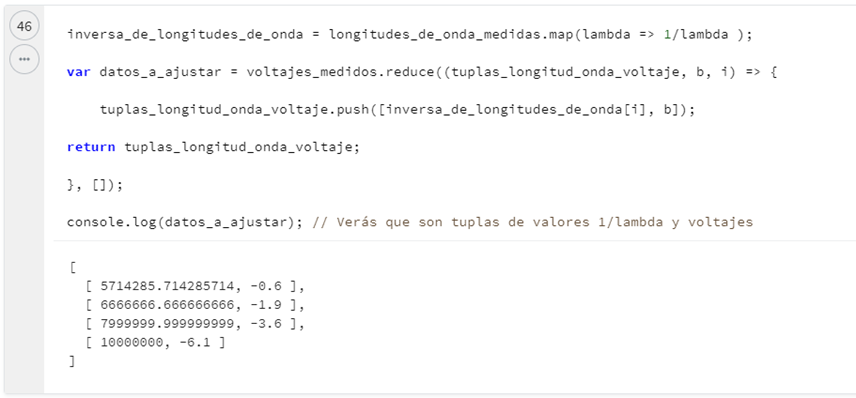 46
inversa_de_longitudes_de_onda = longitudes_de_onda_medidas.map(lambda => 1/lambda );
var datos_a_ajustar = voltajes_medidos.reduce((tuplas_longitud_onda_voltaje, b, i) => {
tuplas_longitud_onda_voltaje.push([inversa_de_longitudes_de_onda[i], b]);
return tuplas_longitud_onda_voltaje;
}, []);
console.log(datos_a_ajustar); // Verás que son tuplas de valores 1/lambda y voltajes
[
[ 5714285.714285714, -0.6 ],
[ 6666666.666666666, -1.9 ],
[ 7999999.999999999, -3.6 ],
[ 10000000, -6.1 ]
]